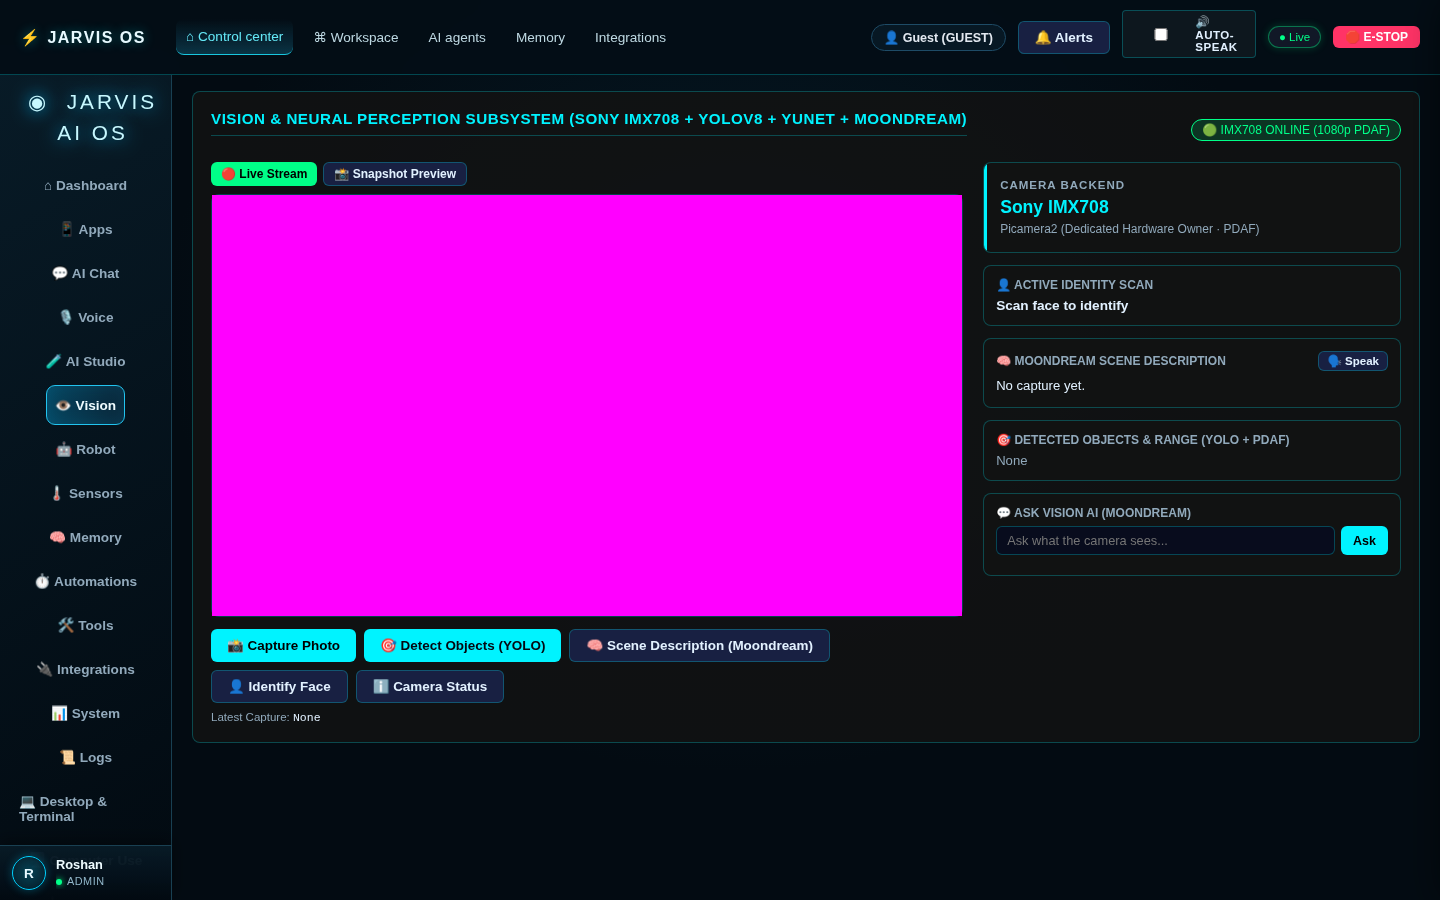 ⚡ JARVIS OS
⌂ Control center
⌘ Workspace
AI agents
Memory
Integrations
👤 Guest (GUEST)
🔔 Alerts
🔊 AUTO-SPEAK
● Live
🛑 E-STOP
◉ JARVIS
AI OS
⌂ Dashboard
📱 Apps
💬 AI Chat
🎙️ Voice
🧪 AI Studio
👁️ Vision
🤖 Robot
🌡️ Sensors
🧠 Memory
⏱️ Automations
🛠️ Tools
🔌 Integrations
📊 System
📜 Logs
💻 Desktop &
Terminal
R
Roshan
ADMIN
VISION & NEURAL PERCEPTION SUBSYSTEM (SONY IMX708 + YOLOV8 + YUNET + MOONDREAM)
🟢 IMX708 ONLINE (1080p PDAF)
🔴 Live Stream
📸 Snapshot Preview
📸 Capture Photo
🎯 Detect Objects (YOLO)
🧠 Scene Description (Moondream)
👤 Identify Face
ℹ️ Camera Status
Latest Capture: None
CAMERA BACKEND
Sony IMX708
Picamera2 (Dedicated Hardware Owner · PDAF)
👤 ACTIVE IDENTITY SCAN
Scan face to identify
🧠 MOONDREAM SCENE DESCRIPTION
🗣️ Speak
No capture yet.
🎯 DETECTED OBJECTS & RANGE (YOLO + PDAF)
None
💬 ASK VISION AI (MOONDREAM)
Ask what the camera sees...
Ask